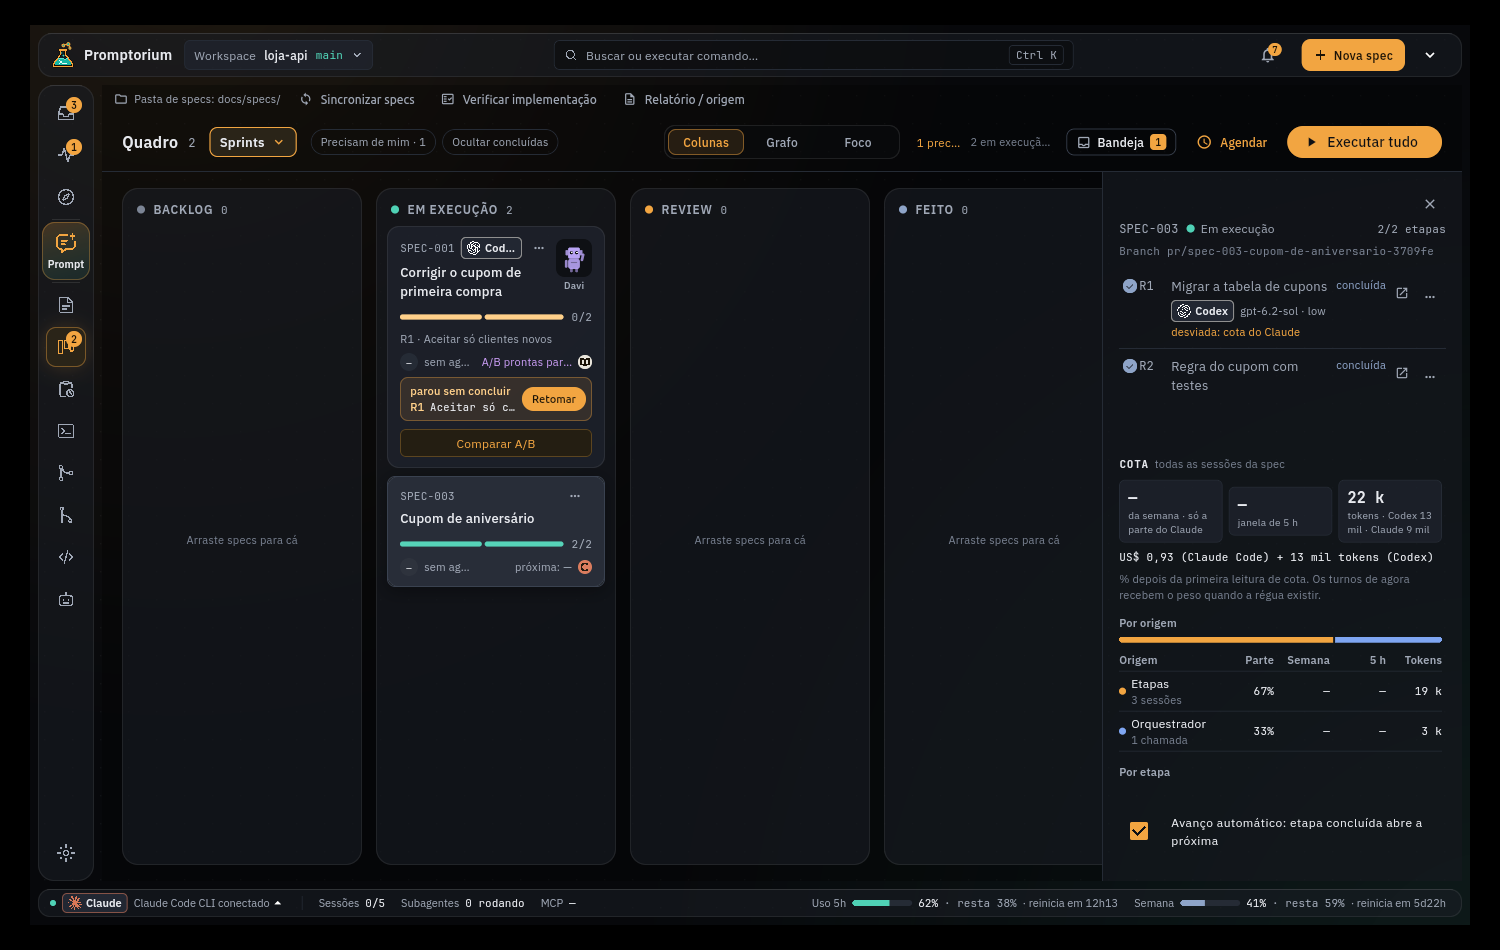 Promptorium
Workspace loja-api main
Buscar ou executar comando...
Ctrl K
7
+ Nova spec
3
1
Prompt
2
Pasta de specs: docs/specs/
Sincronizar specs
Verificar implementação
Relatório / origem
Quadro 2
Sprints
Precisam de mim · 1
Ocultar concluídas
Colunas
Grafo
Foco
1 prec...
2 em execuçã...
Bandeja 1
Agendar
Executar tudo
BACKLOG 0
Arraste specs para cá
EM EXECUÇÃO 2
SPEC-001 Cod... ···
Corrigir o cupom de
primeira compra
Davi
0/2
R1 · Aceitar só clientes novos
– sem ag... A/B prontas par... m
parou sem concluir
R1 Aceitar só c…
Retomar
Comparar A/B
SPEC-003 ···
Cupom de aniversário
2/2
– sem ag... próxima: — C
REVIEW 0
Arraste specs para cá
FEITO 0
Arraste specs para cá
SPEC-003 Em execução 2/2 etapas
Branch pr/spec-003-cupom-de-aniversario-3709fe
R1 Migrar a tabela de cupons concluída ...
Codex gpt-6.2-sol · low
desviada: cota do Claude
R2 Regra do cupom com concluída ...
testes
COTA todas as sessões da spec
—
da semana · só a
parte do Claude
—
janela de 5 h
22 k
tokens · Codex 13
mil · Claude 9 mil
US$ 0,93 (Claude Code) + 13 mil tokens (Codex)
% depois da primeira leitura de cota. Os turnos de agora
recebem o peso quando a régua existir.
Por origem
Origem Parte Semana 5 h Tokens
Etapas 67% — — 19 k
3 sessões
Orquestrador 33% — — 3 k
1 chamada
Por etapa
Avanço automático: etapa concluída abre a
próxima
Claude Claude Code CLI conectado
Sessões 0/5
Subagentes 0 rodando
MCP —
Uso 5h 62% · resta 38% · reinicia em 12h13
Semana 41% · resta 59% · reinicia em 5d22h